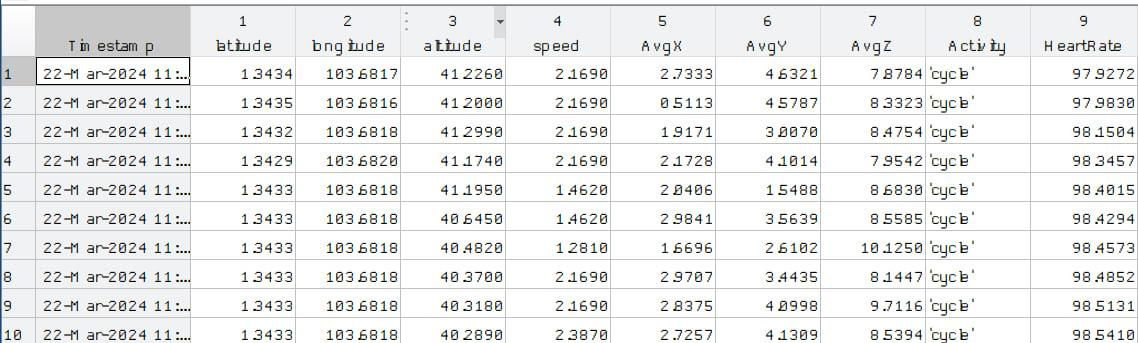 1 2 3 4 5 6 7 8 9
Timestamp latitude longitude altitude speed AvgX AvgY AvgZ Activity HeartRate
1 22-Mar-2024 11:... 1.3434 103.6817 41.2260 2.1690 2.7333 4.6321 7.8784 'cycle' 97.9272
2 22-Mar-2024 11:... 1.3435 103.6816 41.2000 2.1690 0.5113 4.5787 8.3323 'cycle' 97.9830
3 22-Mar-2024 11:... 1.3432 103.6818 41.2990 2.1690 1.9171 3.0070 8.4754 'cycle' 98.1504
4 22-Mar-2024 11:... 1.3429 103.6820 41.1740 2.1690 2.1728 4.1014 7.9542 'cycle' 98.3457
5 22-Mar-2024 11:... 1.3433 103.6818 41.1950 1.4620 2.0406 1.5488 8.6830 'cycle' 98.4015
6 22-Mar-2024 11:... 1.3433 103.6818 40.6450 1.4620 2.9841 3.5639 8.5585 'cycle' 98.4294
7 22-Mar-2024 11:... 1.3433 103.6818 40.4820 1.2810 1.6696 2.6102 10.1250 'cycle' 98.4573
8 22-Mar-2024 11:... 1.3433 103.6818 40.3700 2.1690 2.9707 3.4435 8.1447 'cycle' 98.4852
9 22-Mar-2024 11:... 1.3433 103.6818 40.3180 2.1690 2.8375 4.0998 9.7116 'cycle' 98.5131
10 22-Mar-2024 11:... 1.3433 103.6818 40.2890 2.3870 2.7257 4.1309 8.5394 'cycle' 98.5410